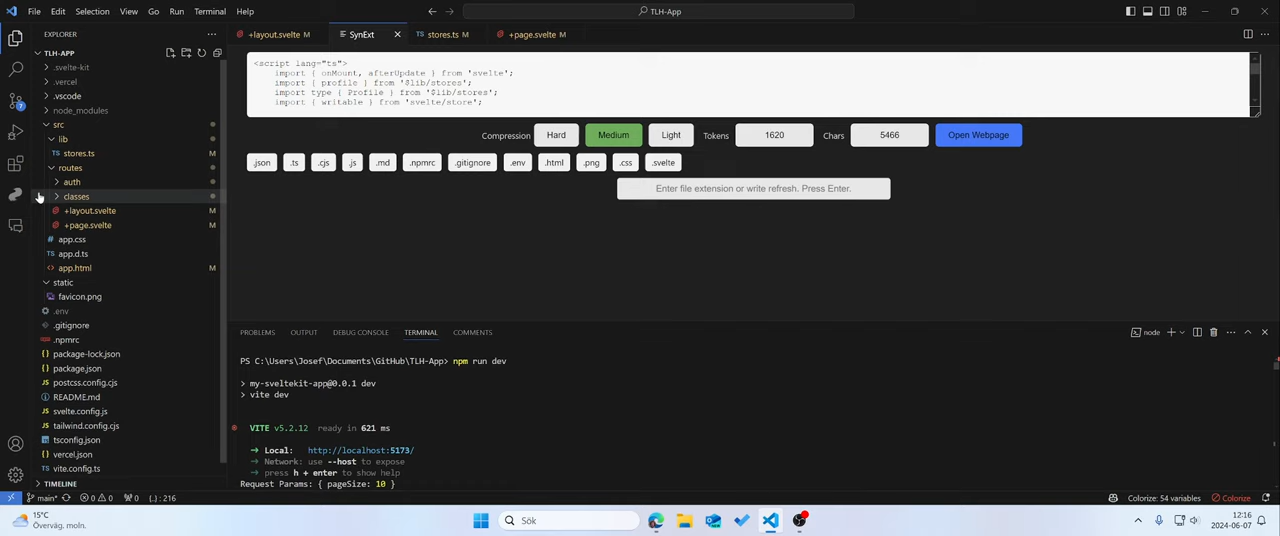 File Edit Selection View Go Run Terminal Help
TLH-App
EXPLORER
TLH-APP
.svelte-kit
.vercel
.vscode
node_modules
src
lib
stores.ts
routes
auth
classes
+layout.svelte M
+page.svelte M
# app.css
TS app.d.ts
app.html M
static
favicon.png
.env
.gitignore
.npmrc
package-lock.json
package.json
postcss.config.cjs
README.md
svelte.config.js
tailwind.config.cjs
tsconfig.json
vercel.json
vite.config.ts
TIMELINE
7
+layout.svelte M SynExt stores.ts M +page.svelte M
<script lang="ts">
import { onMount, afterUpdate } from 'svelte';
import { profile } from '$lib/stores';
import type { Profile } from '$lib/stores';
import { writable } from 'svelte/store';
Compression Hard Medium Light Tokens 1620 Chars 5466 Open Webpage
.json .ts .cjs .js .md .npmrc .gitignore .env .html .png .css .svelte
Enter file extension or write refresh. Press Enter.
PROBLEMS OUTPUT DEBUG CONSOLE TERMINAL COMMENTS
node
PS C:\Users\Josef\Documents\GitHub\TLH-App> npm run dev
> my-sveltekit-app@0.0.1 dev
> vite dev
VITE v5.2.12 ready in 621 ms
➜ Local: http://localhost:5173/
➜ Network: use --host to expose
➜ press h + enter to show help
Request Params: { pageSize: 10 }
main* 0 0 0 {..} : 216
Colorize: 54 variables Colorize
15°C
Överväg. moln.
Sök
12:16
2024-06-07